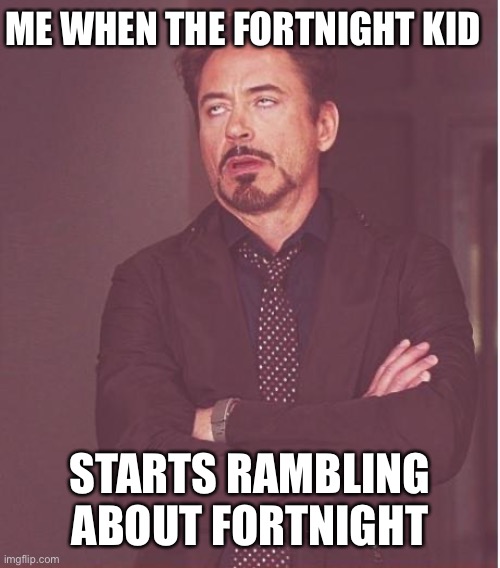 ME WHEN THE FORTNIGHT KID
STARTS RAMBLING
ABOUT FORTNIGHT
imgflip.com